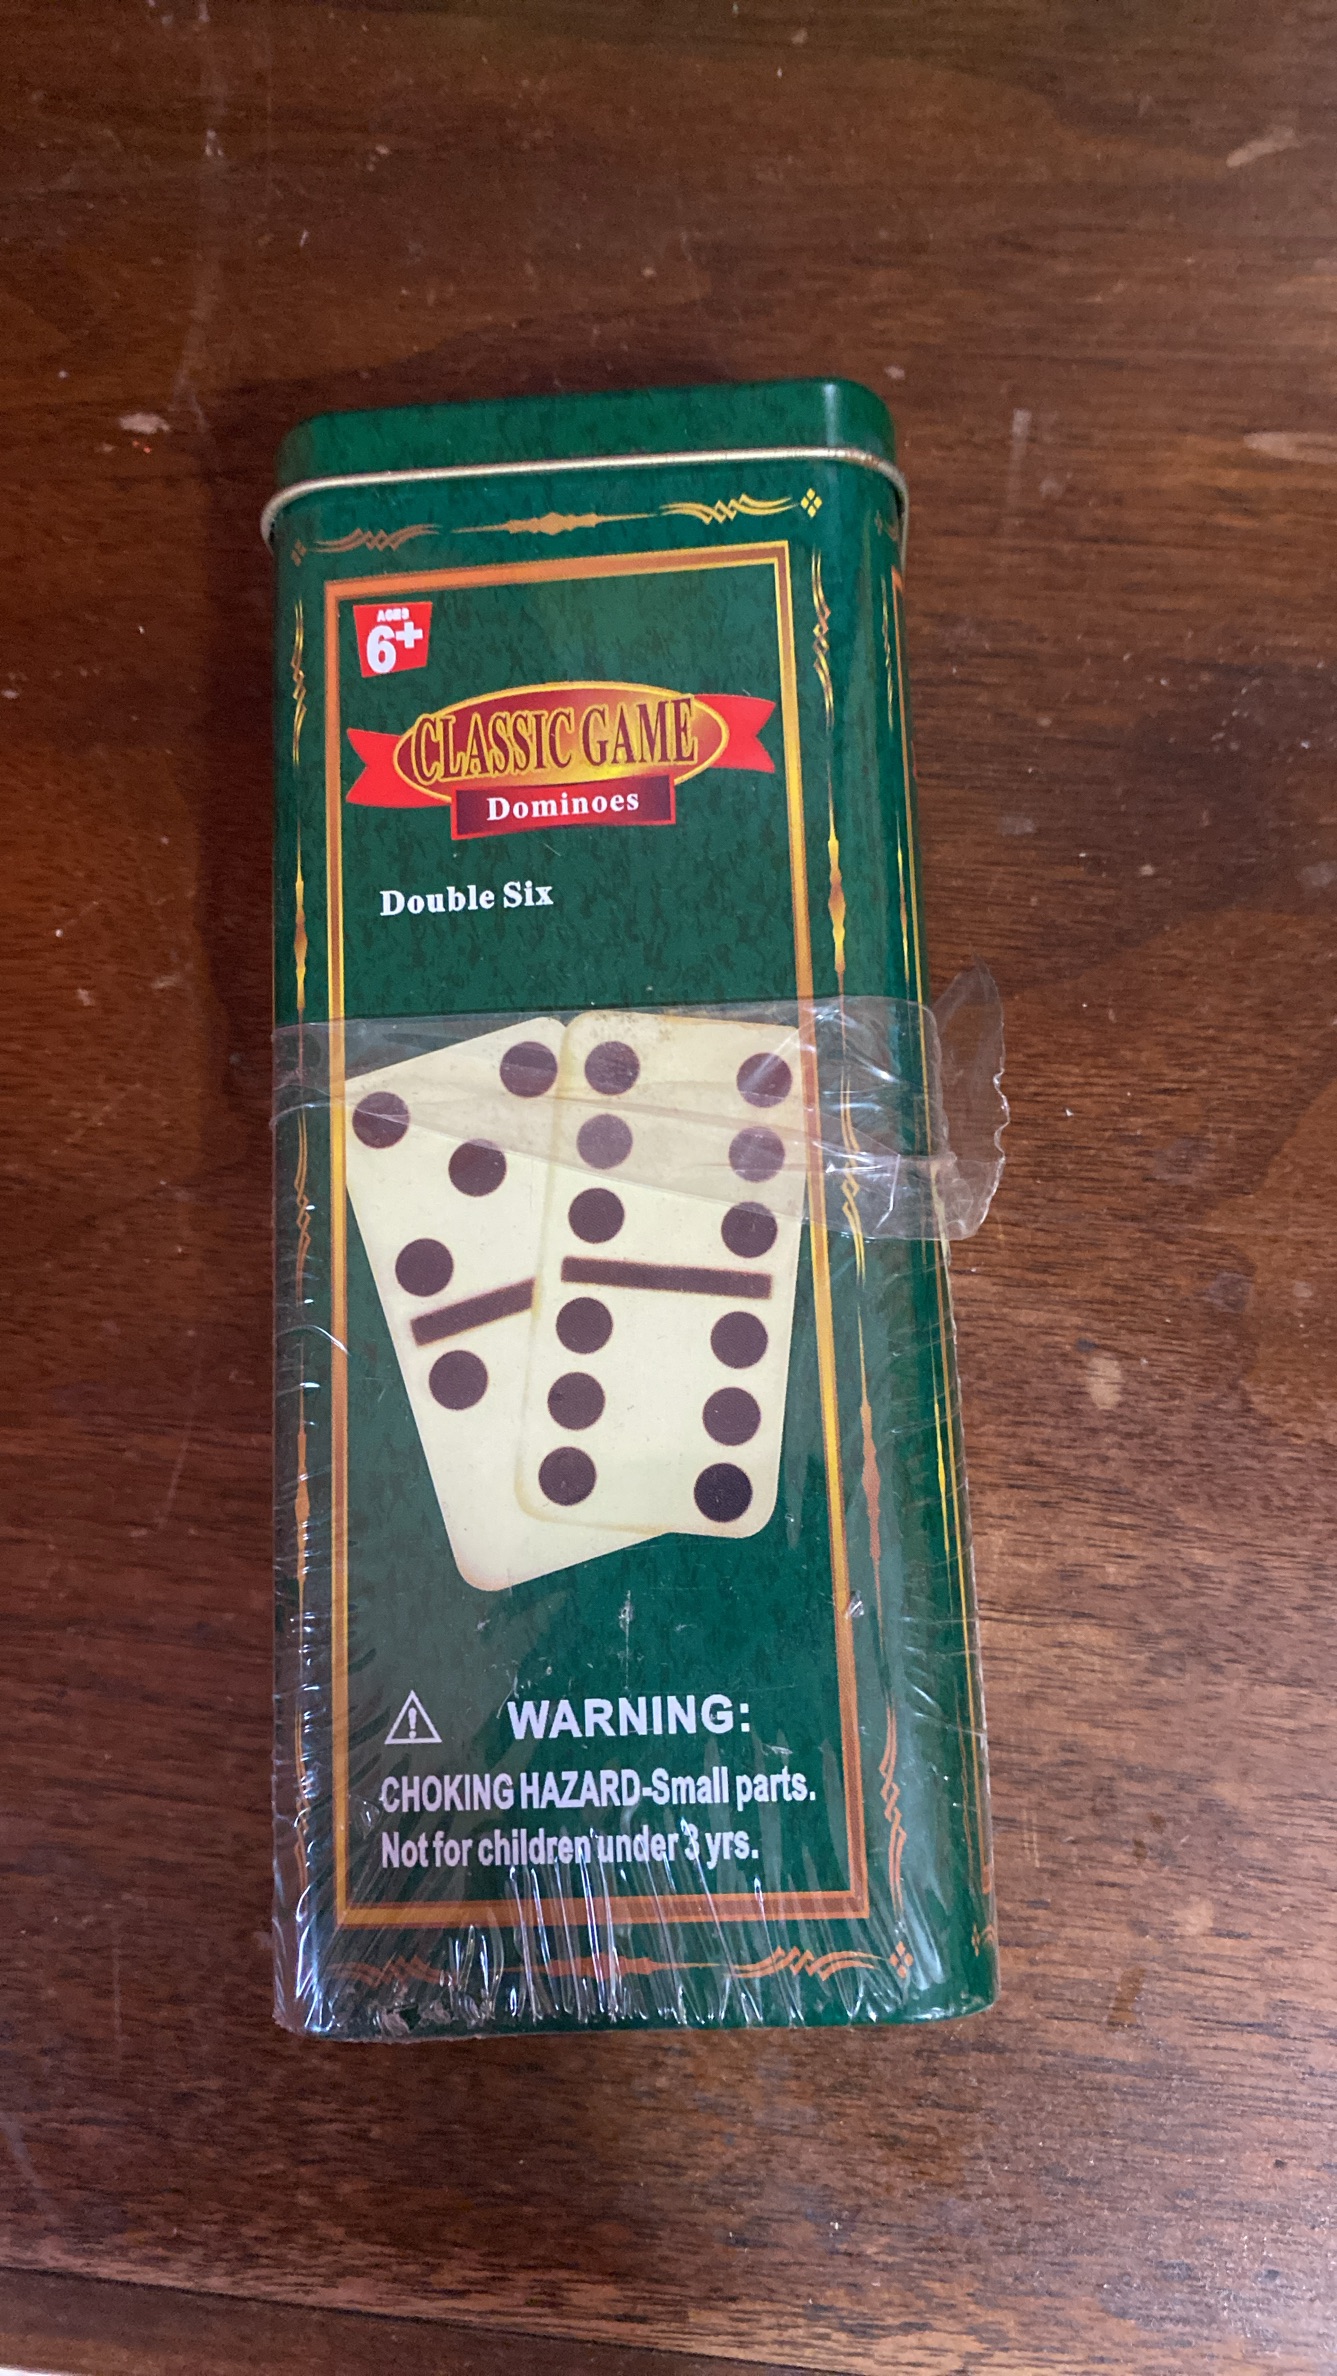 AGES
6+
CLASSIC GAME
Dominoes
Double Six
WARNING:
CHOKING HAZARD-Small parts.
Not for children under 3 yrs.